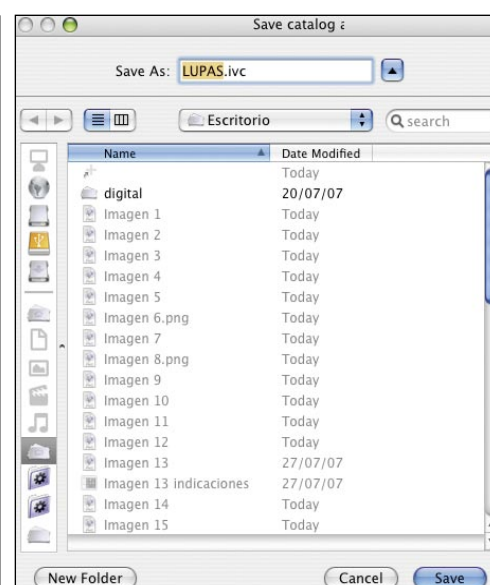 Save catalog a
Save As: LUPAS.ivc
Escritorio search
Name Date Modified
Today
digital 20/07/07
Imagen 1 Today
Imagen 2 Today
Imagen 3 Today
Imagen 4 Today
Imagen 5 Today
Imagen 6.png Today
Imagen 7 Today
Imagen 8.png Today
Imagen 9 Today
Imagen 10 Today
Imagen 11 Today
Imagen 12 Today
Imagen 13 27/07/07
Imagen 13 indicaciones 27/07/07
Imagen 14 Today
Imagen 15 Today
New Folder Cancel Save